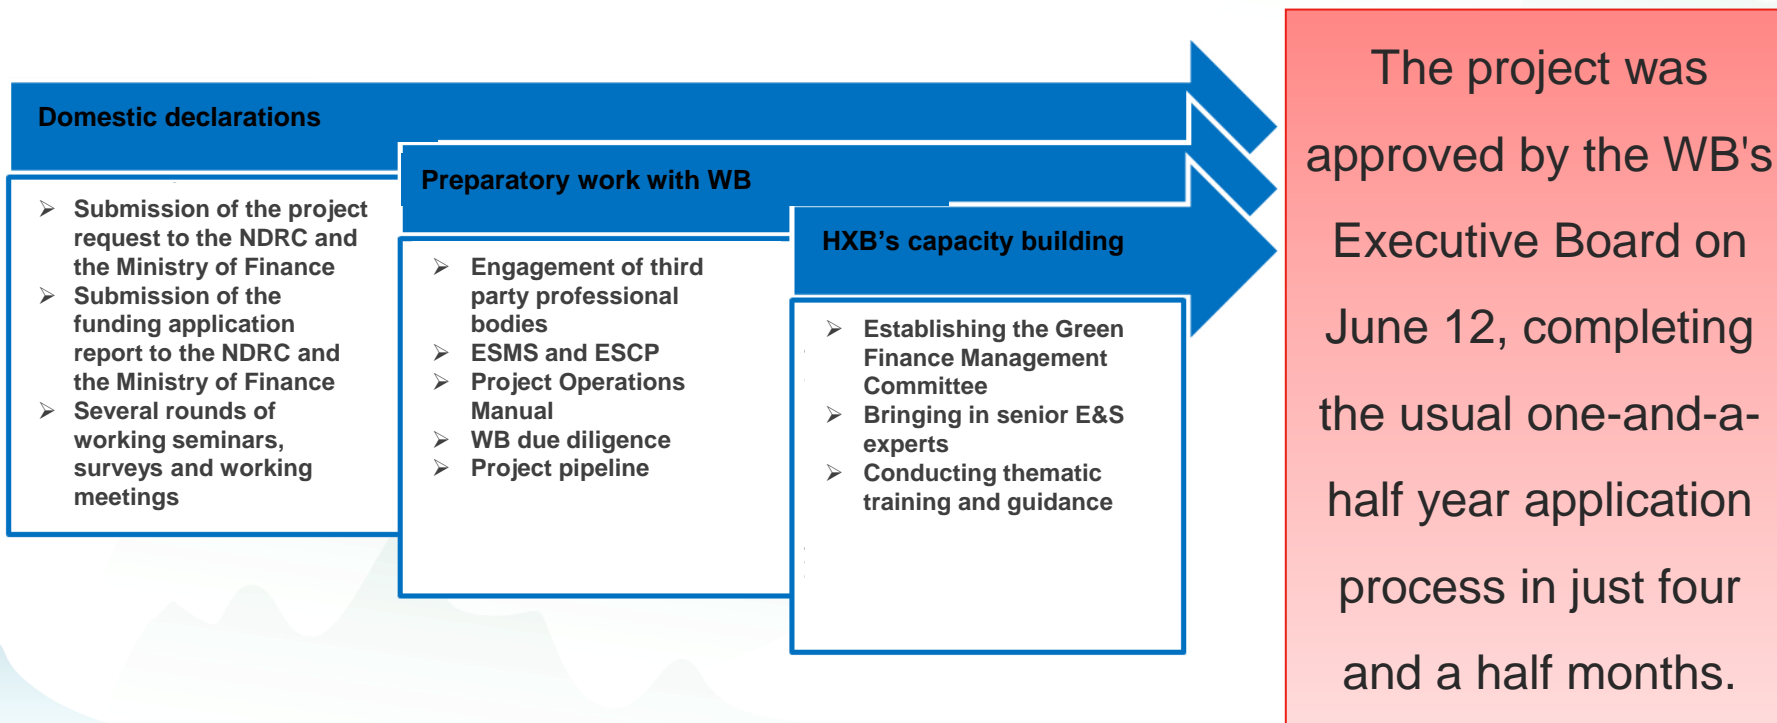 Domestic declarations
➢ Submission of the project
request to the NDRC and
the Ministry of Finance
➢ Submission of the
funding application
report to the NDRC and
the Ministry of Finance
➢ Several rounds of
working seminars,
surveys and working
meetings
Preparatory work with WB
➢ Engagement of third
party professional
bodies
➢ ESMS and ESCP
➢ Project Operations
Manual
➢ WB due diligence
➢ Project pipeline
HXB’s capacity building
➢ Establishing the Green
Finance Management
Committee
➢ Bringing in senior E&S
experts
➢ Conducting thematic
training and guidance
The project was
approved by the WB's
Executive Board on
June 12, completing
the usual one-and-a-
half year application
process in just four
and a half months.